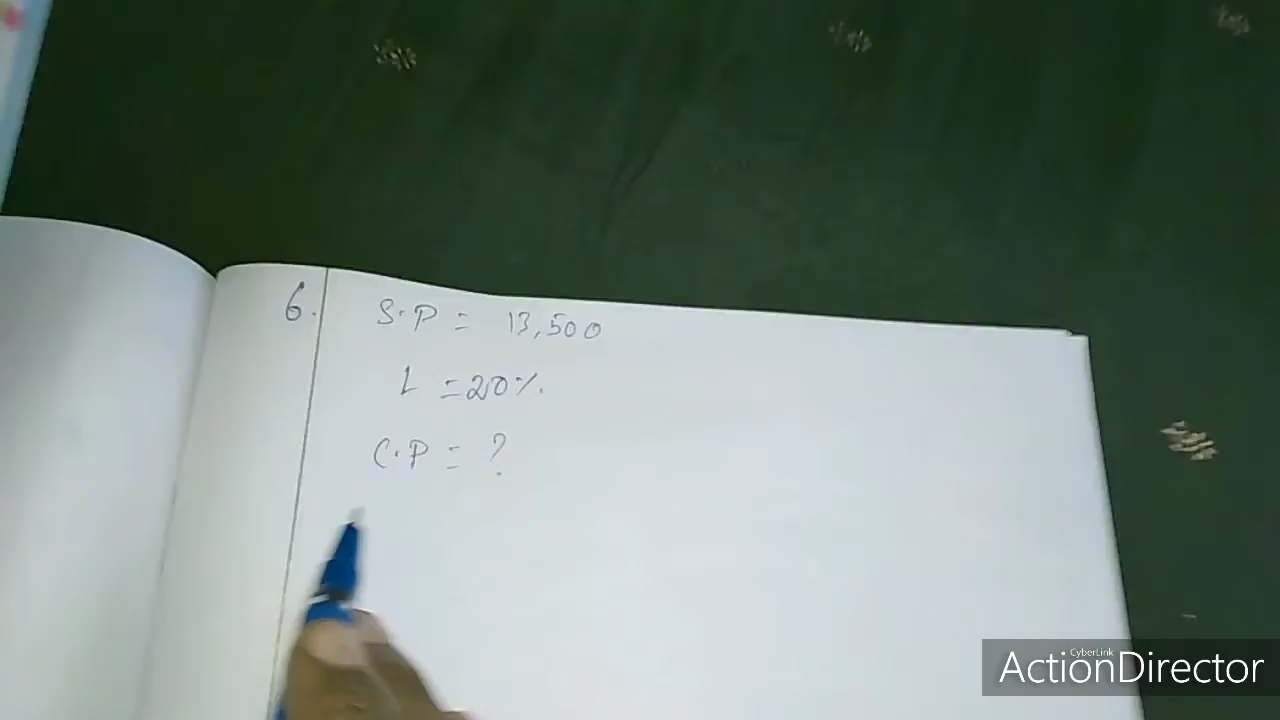 6. S.P = 13,500
L = 20%.
C.P = ?
CyberLink
ActionDirector